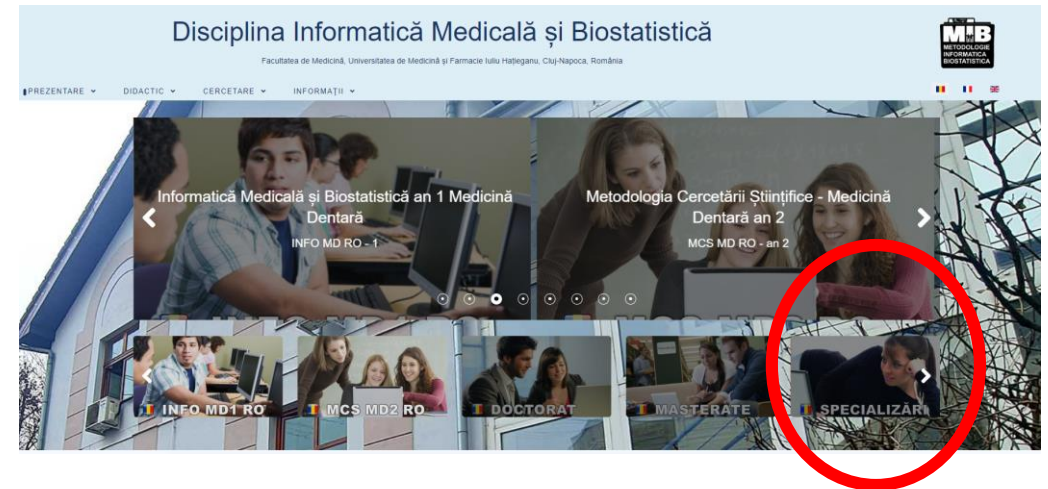 Disciplina Informatică Medicală și Biostatistică
Facultatea de Medicină, Universitatea de Medicină și Farmacie Iuliu Hațieganu, Cluj-Napoca, România
MIB
METODOLOGIE
INFORMATICA
BIOSTATISTICA
PREZENTARE DIDACTIC CERCETARE INFORMAȚII
Informatică Medicală și Biostatistică an 1 Medicină
Dentară
INFO MD RO - 1
Metodologia Cercetării Științifice - Medicină
Dentară an 2
MCS MD RO - an 2
INFO MD1 RO
MCS MD2 RO
DOCTORAT
MASTERATE
SPECIALIZĂRI